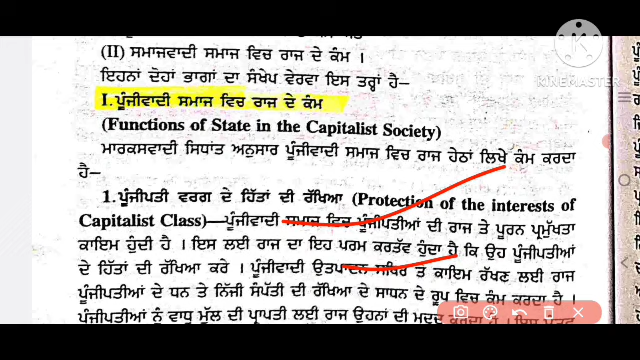 (II) ਸਮਾਜਵਾਦੀ ਸਮਾਜ ਵਿਚ ਰਾਜ ਦੇ ਕੰਮ ।
ਇਹਨਾਂ ਦੋਹਾਂ ਭਾਗਾਂ ਦਾ ਸੰਖੇਪ ਵੇਰਵਾ ਇਸ ਤਰ੍ਹਾਂ ਹੈ–
I. ਪੂੰਜੀਵਾਦੀ ਸਮਾਜ ਵਿਚ ਰਾਜ ਦੇ ਕੰਮ
(Functions of State in the Capitalist Society)
ਮਾਰਕਸਵਾਦੀ ਸਿਧਾਂਤ ਅਨੁਸਾਰ ਪੂੰਜੀਵਾਦੀ ਸਮਾਜ ਵਿਚ ਰਾਜ ਹੇਠਾਂ ਲਿਖੇ ਕੰਮ ਕਰਦਾ
ਹੈ–
1. ਪੂੰਜੀਪਤੀ ਵਰਗ ਦੇ ਹਿੱਤਾਂ ਦੀ ਰੱਖਿਆ (Protection of the interests of
Capitalist Class)—ਪੂੰਜੀਵਾਦੀ ਸਮਾਜ ਵਿਚ ਪੂੰਜੀਪਤੀਆਂ ਦੀ ਰਾਜ ਤੇ ਪੂਰਨ ਪ੍ਰਮੁੱਖਤਾ
ਕਾਇਮ ਹੁੰਦੀ ਹੈ । ਇਸ ਲਈ ਰਾਜ ਦਾ ਇਹ ਪਰਮ ਕਰਤੱਵ ਹੁੰਦਾ ਹੈ ਕਿ ਉਹ ਪੂੰਜੀਪਤੀਆਂ
ਦੇ ਹਿੱਤਾਂ ਦੀ ਰੱਖਿਆ ਕਰੇ । ਪੂੰਜੀਵਾਦੀ ਉਤਪਾਦਨ ਤੇ ਕਾਇਮ ਰੱਖਣ ਲਈ ਰਾਜ
ਪੂੰਜੀਪਤੀਆਂ ਦੇ ਧਨ ਤੇ ਨਿੱਜੀ ਸੰਪੱਤੀ ਦੀ ਰੱਖਿਆ ਦੇ ਸਾਧਨ ਦੇ ਰੂਪ ਵਿਚ ਕੰਮ ਕਰਦਾ ਹੈ ।
ਪੂੰਜੀਪਤੀਆਂ ਨੂੰ ਵਾਧੂ ਮੁੱਲ ਦੀ ਪ੍ਰਾਪਤੀ ਲਈ ਰਾਜ ਉਹਨਾਂ ਦੀ ਮਦਦ ਕਰਦਾ ਹੈ ।
KINEMASTER